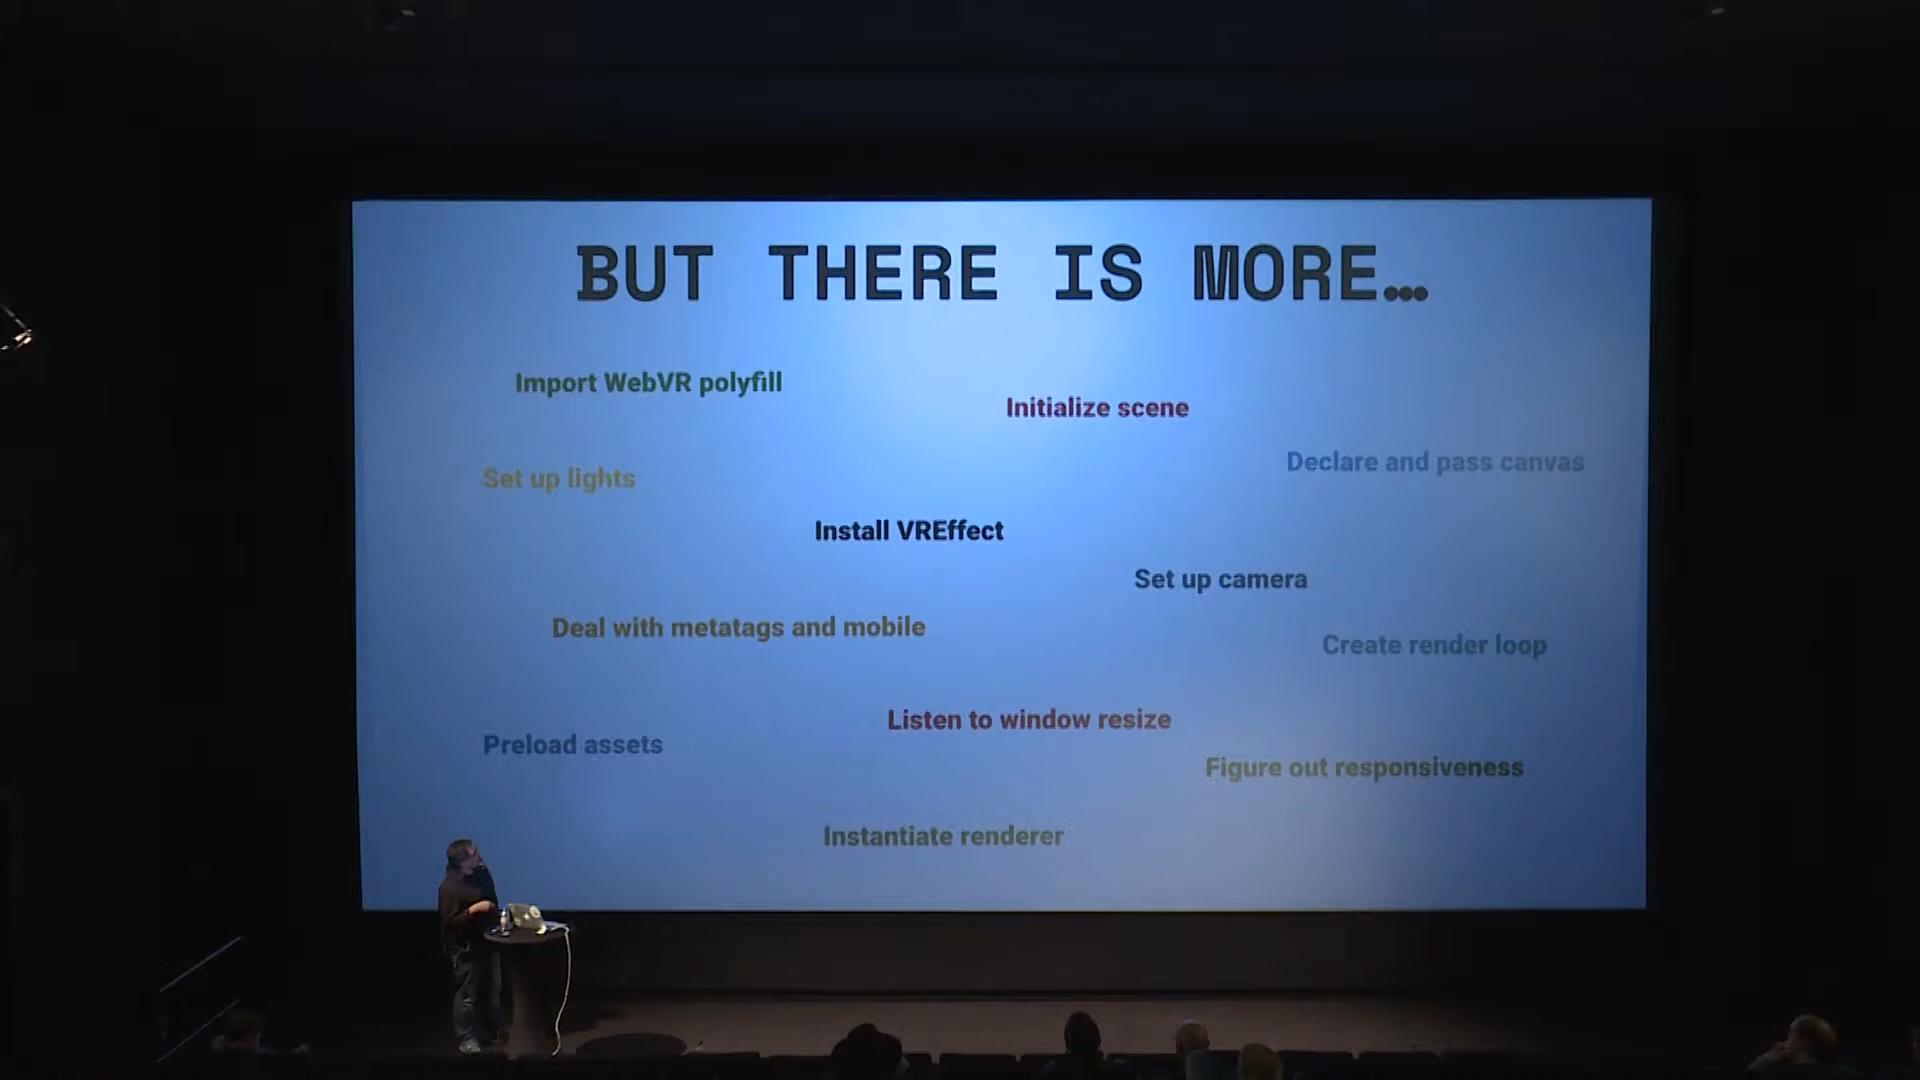 BUT THERE IS MORE…
Import WebVR polyfill
Initialize scene
Declare and pass canvas
Set up lights
Install VREffect
Set up camera
Deal with metatags and mobile
Create render loop
Listen to window resize
Preload assets
Figure out responsiveness
Instantiate renderer